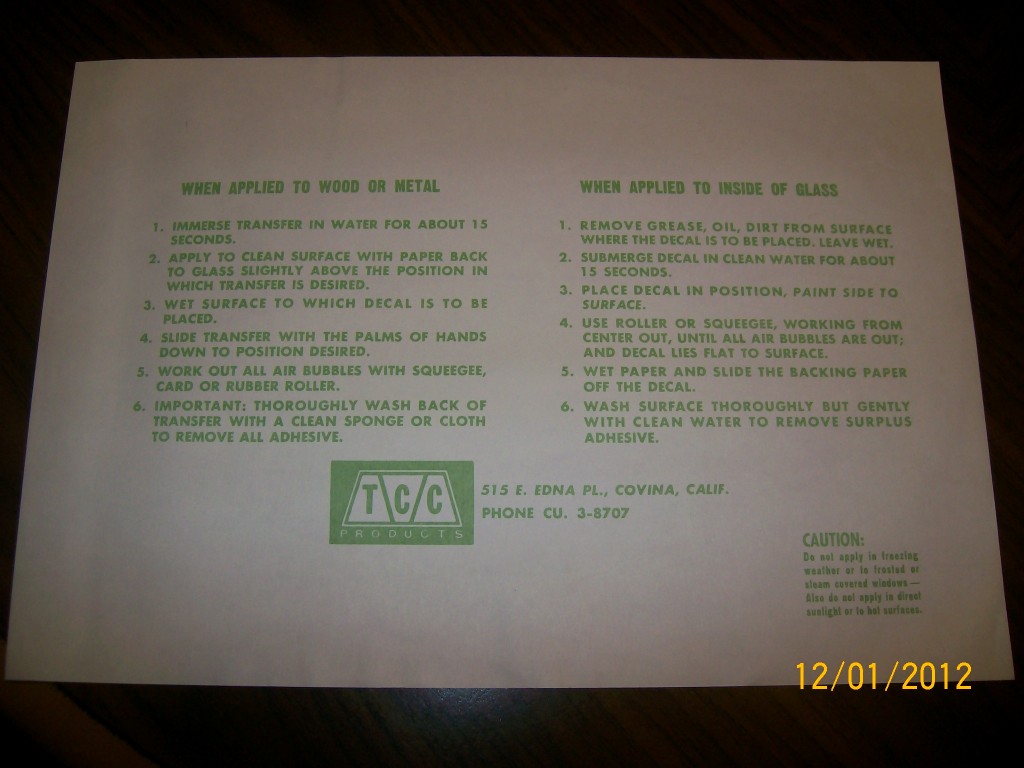 WHEN APPLIED TO WOOD OR METAL
1. IMMERSE TRANSFER IN WATER FOR ABOUT 15
SECONDS.
2. APPLY TO CLEAN SURFACE WITH PAPER BACK
TO GLASS SLIGHTLY ABOVE THE POSITION IN
WHICH TRANSFER IS DESIRED.
3. WET SURFACE TO WHICH DECAL IS TO BE
PLACED.
4. SLIDE TRANSFER WITH THE PALMS OF HANDS
DOWN TO POSITION DESIRED.
5. WORK OUT ALL AIR BUBBLES WITH SQUEEGEE,
CARD OR RUBBER ROLLER.
6. IMPORTANT: THOROUGHLY WASH BACK OF
TRANSFER WITH A CLEAN SPONGE OR CLOTH
TO REMOVE ALL ADHESIVE.
WHEN APPLIED TO INSIDE OF GLASS
1. REMOVE GREASE, OIL, DIRT FROM SURFACE
WHERE THE DECAL IS TO BE PLACED. LEAVE WET.
2. SUBMERGE DECAL IN CLEAN WATER FOR ABOUT
15 SECONDS.
3. PLACE DECAL IN POSITION, PAINT SIDE TO
SURFACE.
4. USE ROLLER OR SQUEEGEE, WORKING FROM
CENTER OUT, UNTIL ALL AIR BUBBLES ARE OUT;
AND DECAL LIES FLAT TO SURFACE.
5. WET PAPER AND SLIDE THE BACKING PAPER
OFF THE DECAL.
6. WASH SURFACE THOROUGHLY BUT GENTLY
WITH CLEAN WATER TO REMOVE SURPLUS
ADHESIVE.
T C C
PRODUCTS
515 E. EDNA PL., COVINA, CALIF.
PHONE CU. 3-8707
CAUTION:
Do not apply in freezing
weather or to frosted or
steam covered windows—
Also do not apply in direct
sunlight or to hot surfaces.
12/01/2012